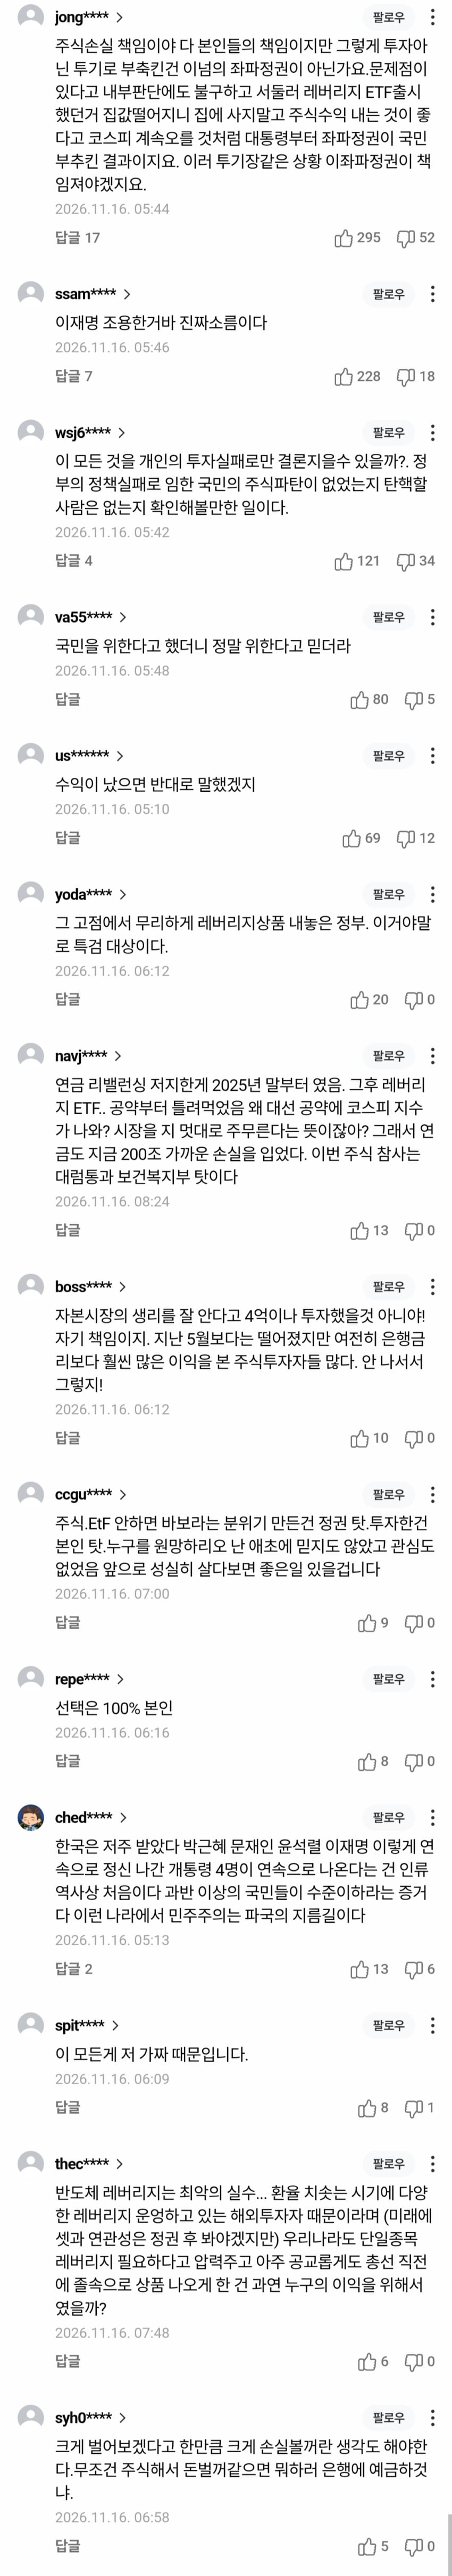 jong**** >
팔로우
주식손실 책임이야 다 본인들의 책임이지만 그렇게 투자아
닌 투기로 부축킨건 이넘의 좌파정권이 아닌가요.문제점이
있다고 내부판단에도 불구하고 서둘러 레버리지 ETF출시
했던거 집값떨어지니 집에 사지말고 주식수익 내는 것이 좋
다고 코스피 계속오를 것처럼 대통령부터 좌파정권이 국민
부추킨 결과이지요. 이러 투기장같은 상황 이좌파정권이 책
임져야겠지요.
2026.11.16. 05:44
답글 17
295
52
ssam**** >
팔로우
이재명 조용한거바 진짜소름이다
2026.11.16. 05:46
답글 7
228
18
wsj6**** >
팔로우
이 모든 것을 개인의 투자실패로만 결론지을수 있을까?. 정
부의 정책실패로 임한 국민의 주식파탄이 없었는지 탄핵할
사람은 없는지 확인해볼만한 일이다.
2026.11.16. 05:42
답글 4
121
34
va55**** >
팔로우
국민을 위한다고 했더니 정말 위한다고 믿더라
2026.11.16. 05:48
답글
80
5
us****** >
팔로우
수익이 났으면 반대로 말했겠지
2026.11.16. 05:10
답글
69
12
yoda**** >
팔로우
그 고점에서 무리하게 레버리지상품 내놓은 정부. 이거야말
로 특검 대상이다.
2026.11.16. 06:12
답글
20
0
navj**** >
팔로우
연금 리밸런싱 저지한게 2025년 말부터 였음. 그후 레버리
지 ETF.. 공약부터 틀려먹었음 왜 대선 공약에 코스피 지수
가 나와? 시장을 지 멋대로 주무른다는 뜻이잖아? 그래서 연
금도 지금 200조 가까운 손실을 입었다. 이번 주식 참사는
대럼통과 보건복지부 탓이다
2026.11.16. 08:24
답글
13
0
boss**** >
팔로우
자본시장의 생리를 잘 안다고 4억이나 투자했을것 아니야!
자기 책임이지. 지난 5월보다는 떨어졌지만 여전히 은행금
리보다 훨씬 많은 이익을 본 주식투자자들 많다. 안 나서서
그렇지!
2026.11.16. 06:12
답글
10
0
ccgu**** >
팔로우
주식.EtF 안하면 바보라는 분위기 만든건 정권 탓.투자한건
본인 탓.누구를 원망하리오 난 애초에 믿지도 않았고 관심도
없었음 앞으로 성실히 살다보면 좋은일 있을겁니다
2026.11.16. 07:00
답글
9
0
repe**** >
팔로우
선택은 100% 본인
2026.11.16. 06:16
답글
8
0
ched**** >
팔로우
한국은 저주 받았다 박근혜 문재인 윤석렬 이재명 이렇게 연
속으로 정신 나간 개통령 4명이 연속으로 나온다는 건 인류
역사상 처음이다 과반 이상의 국민들이 수준이하라는 증거
다 이런 나라에서 민주주의는 파국의 지름길이다
2026.11.16. 05:13
답글 2
13
6
spit**** >
팔로우
이 모든게 저 가짜 때문입니다.
2026.11.16. 06:09
답글
8
1
thec**** >
팔로우
반도체 레버리지는 최악의 실수... 환율 치솟는 시기에 다양
한 레버리지 운영하고 있는 해외투자자 때문이라며 (미래에
셋과 연관성은 정권 후 봐야겠지만) 우리나라도 단일종목
레버리지 필요하다고 압력주고 아주 공교롭게도 총선 직전
에 졸속으로 상품 나오게 한 건 과연 누구의 이익을 위해서
였을까?
2026.11.16. 07:48
답글
6
0
syh0**** >
팔로우
크게 벌어보겠다고 한만큼 크게 손실볼꺼란 생각도 해야한
다.무조건 주식해서 돈벌꺼같으면 뭐하러 은행에 예금하것
냐.
2026.11.16. 06:58
답글
5
0